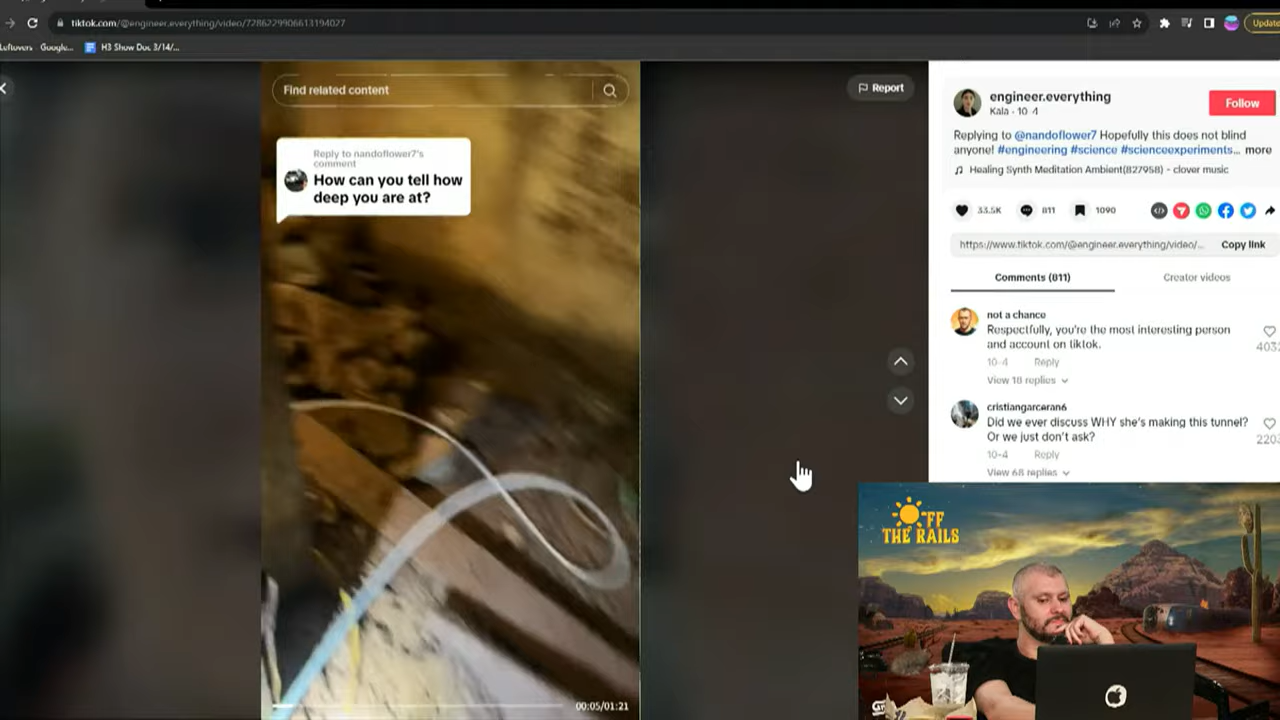 tiktok.com/@engineer.everything/video/7286229906613194027
Update
Leftovers
Google...
H3 Show Doc 3/14/...
Find related content
Report
Reply to nandoflower7's
comment
How can you tell how
deep you are at?
00:05/01:21
engineer.everything
Kala · 10-4
Follow
Replying to @nandoflower7 Hopefully this does not blind
anyone! #engineering #science #scienceexperiments... more
Healing Synth Meditation Ambient(827958) - clover music
33.5K
811
1090
https://www.tiktok.com/@engineer.everything/video/...
Copy link
Comments (811)
Creator videos
not a chance
Respectfully, you're the most interesting person
and account on tiktok.
10-4 Reply
View 18 replies
cristiangarceran6
Did we ever discuss WHY she's making this tunnel?
Or we just don't ask?
10-4 Reply
View 68 replies
OFF
THE RAILS